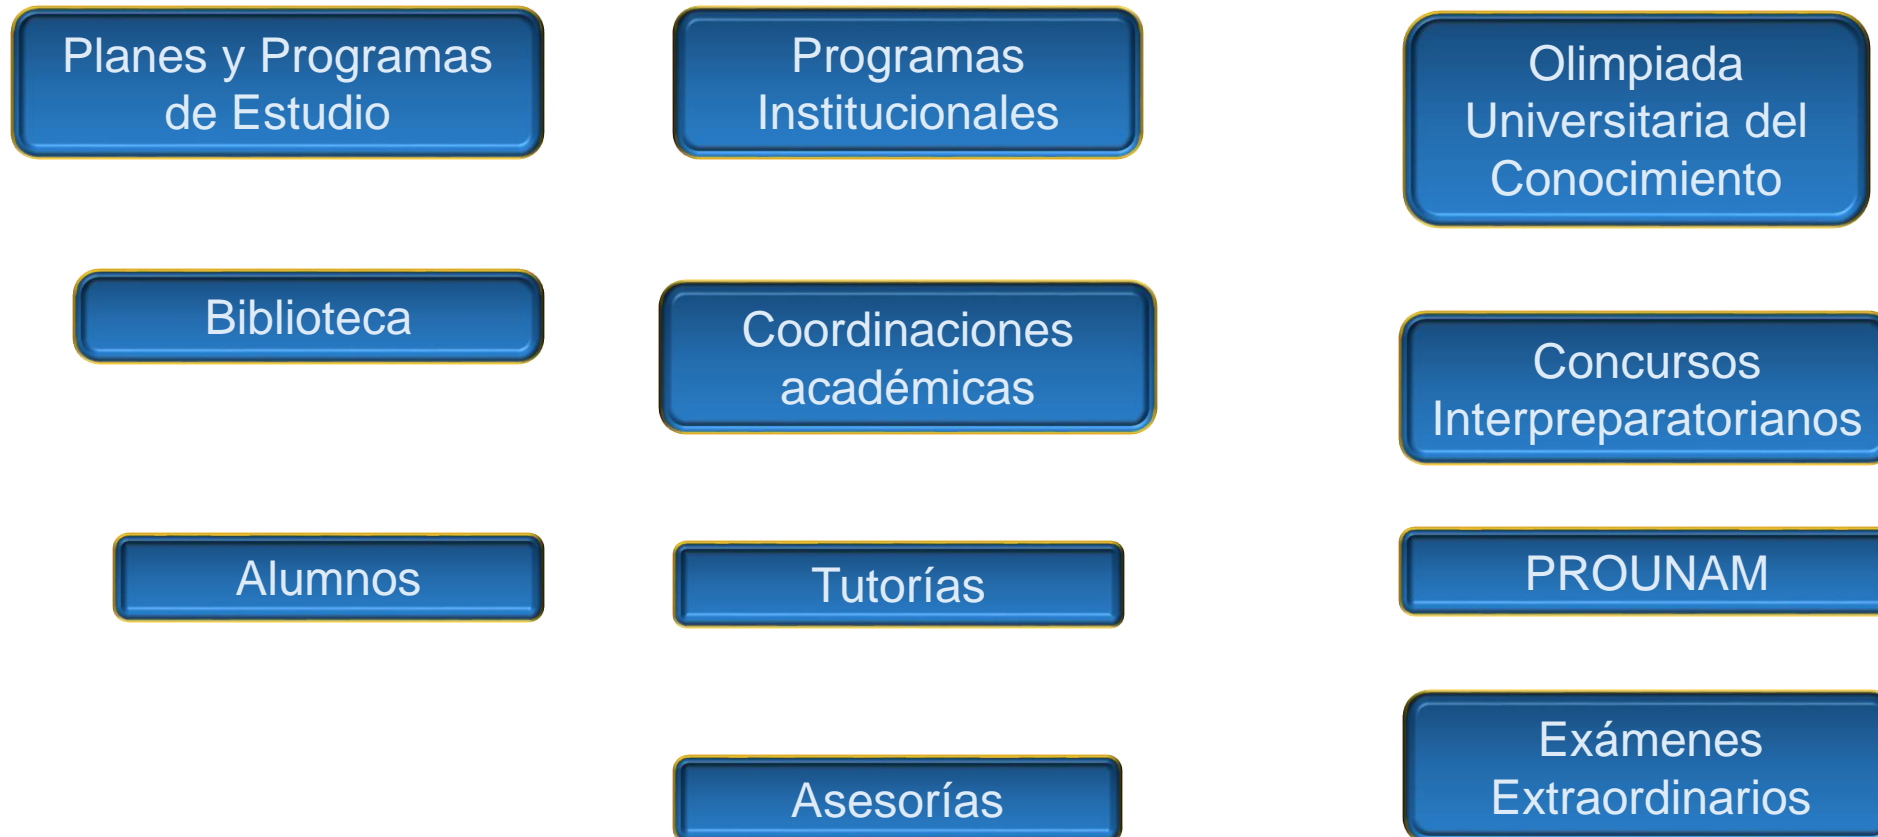 Planes y Programas
de Estudio
Programas
Institucionales
Olimpiada
Universitaria del
Conocimiento
Biblioteca
Coordinaciones
académicas
Concursos
Interpreparatorianos
Alumnos
Tutorías
PROUNAM
Asesorías
Exámenes
Extraordinarios